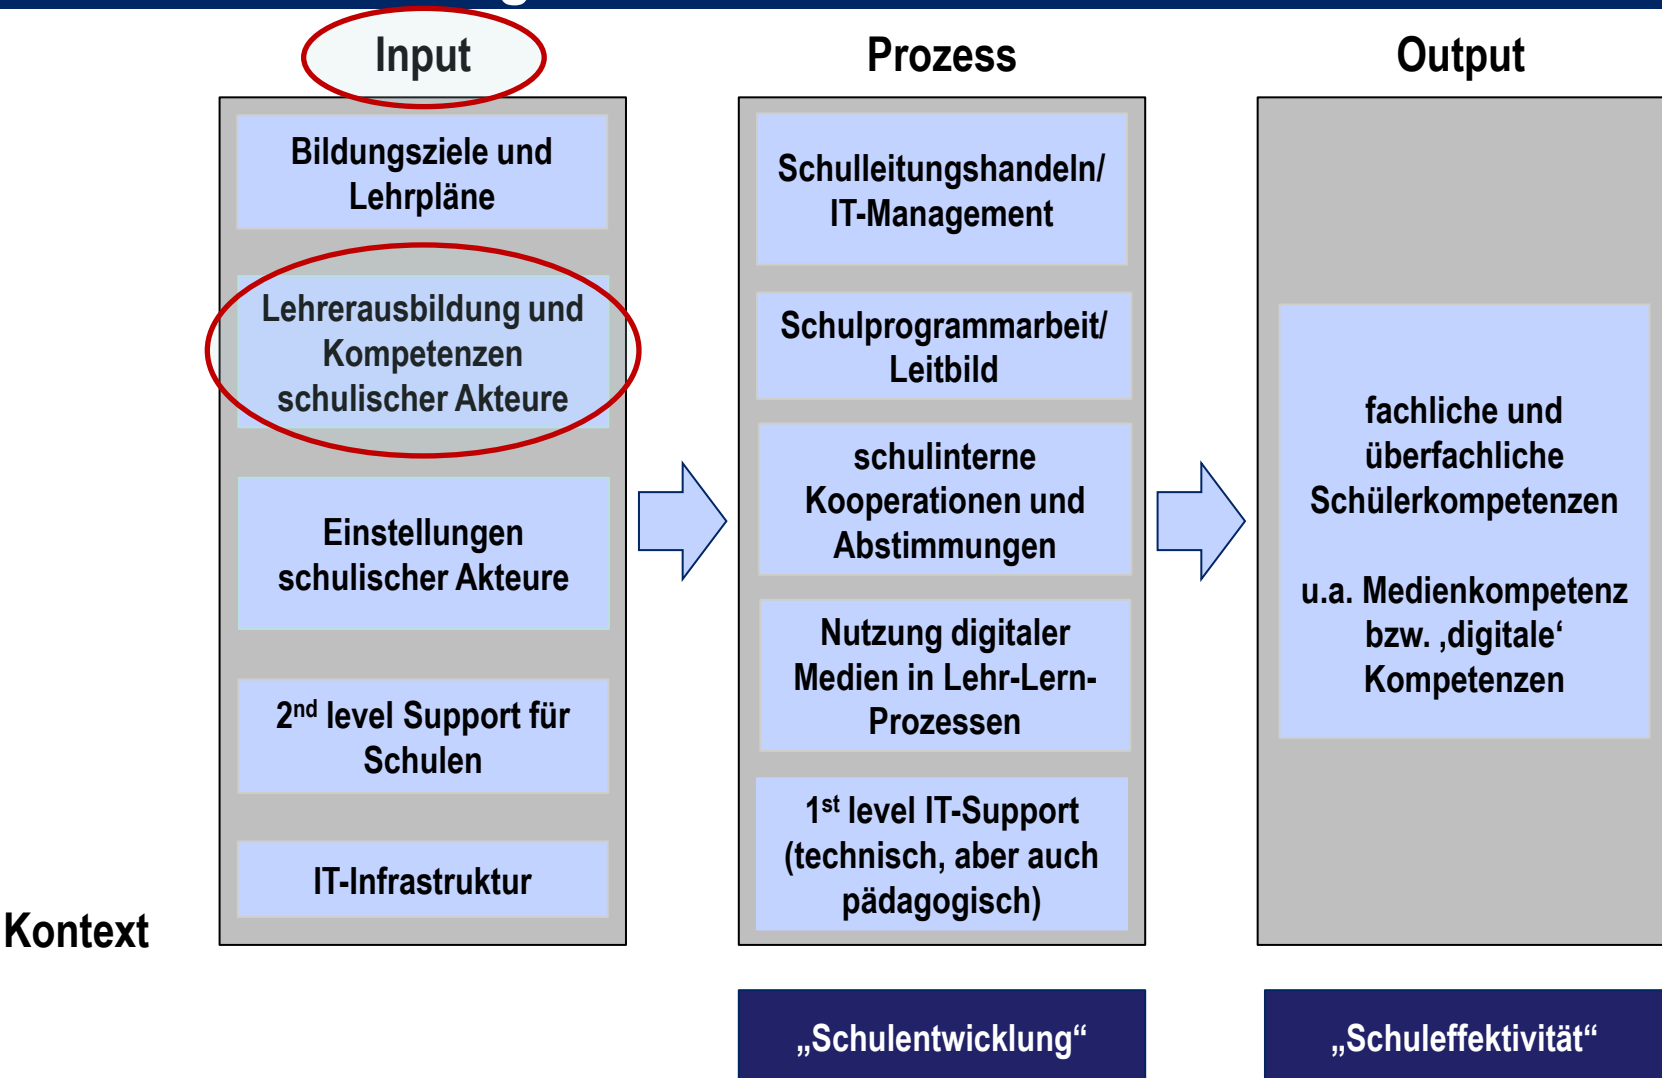 Input
Bildungsziele und
Lehrpläne
Lehrerausbildung und
Kompetenzen
schulischer Akteure
Einstellungen
schulischer Akteure
2nd level Support für
Schulen
IT-Infrastruktur
Kontext
Prozess
Schulleitungshandeln/
IT-Management
Schulprogrammarbeit/
Leitbild
schulinterne
Kooperationen und
Abstimmungen
Nutzung digitaler
Medien in Lehr-Lern-
Prozessen
1st level IT-Support
(technisch, aber auch
pädagogisch)
„Schulentwicklung“
Output
fachliche und
überfachliche
Schülerkompetenzen
u.a. Medienkompetenz
bzw. ‚digitale‘
Kompetenzen
„Schuleffektivität“